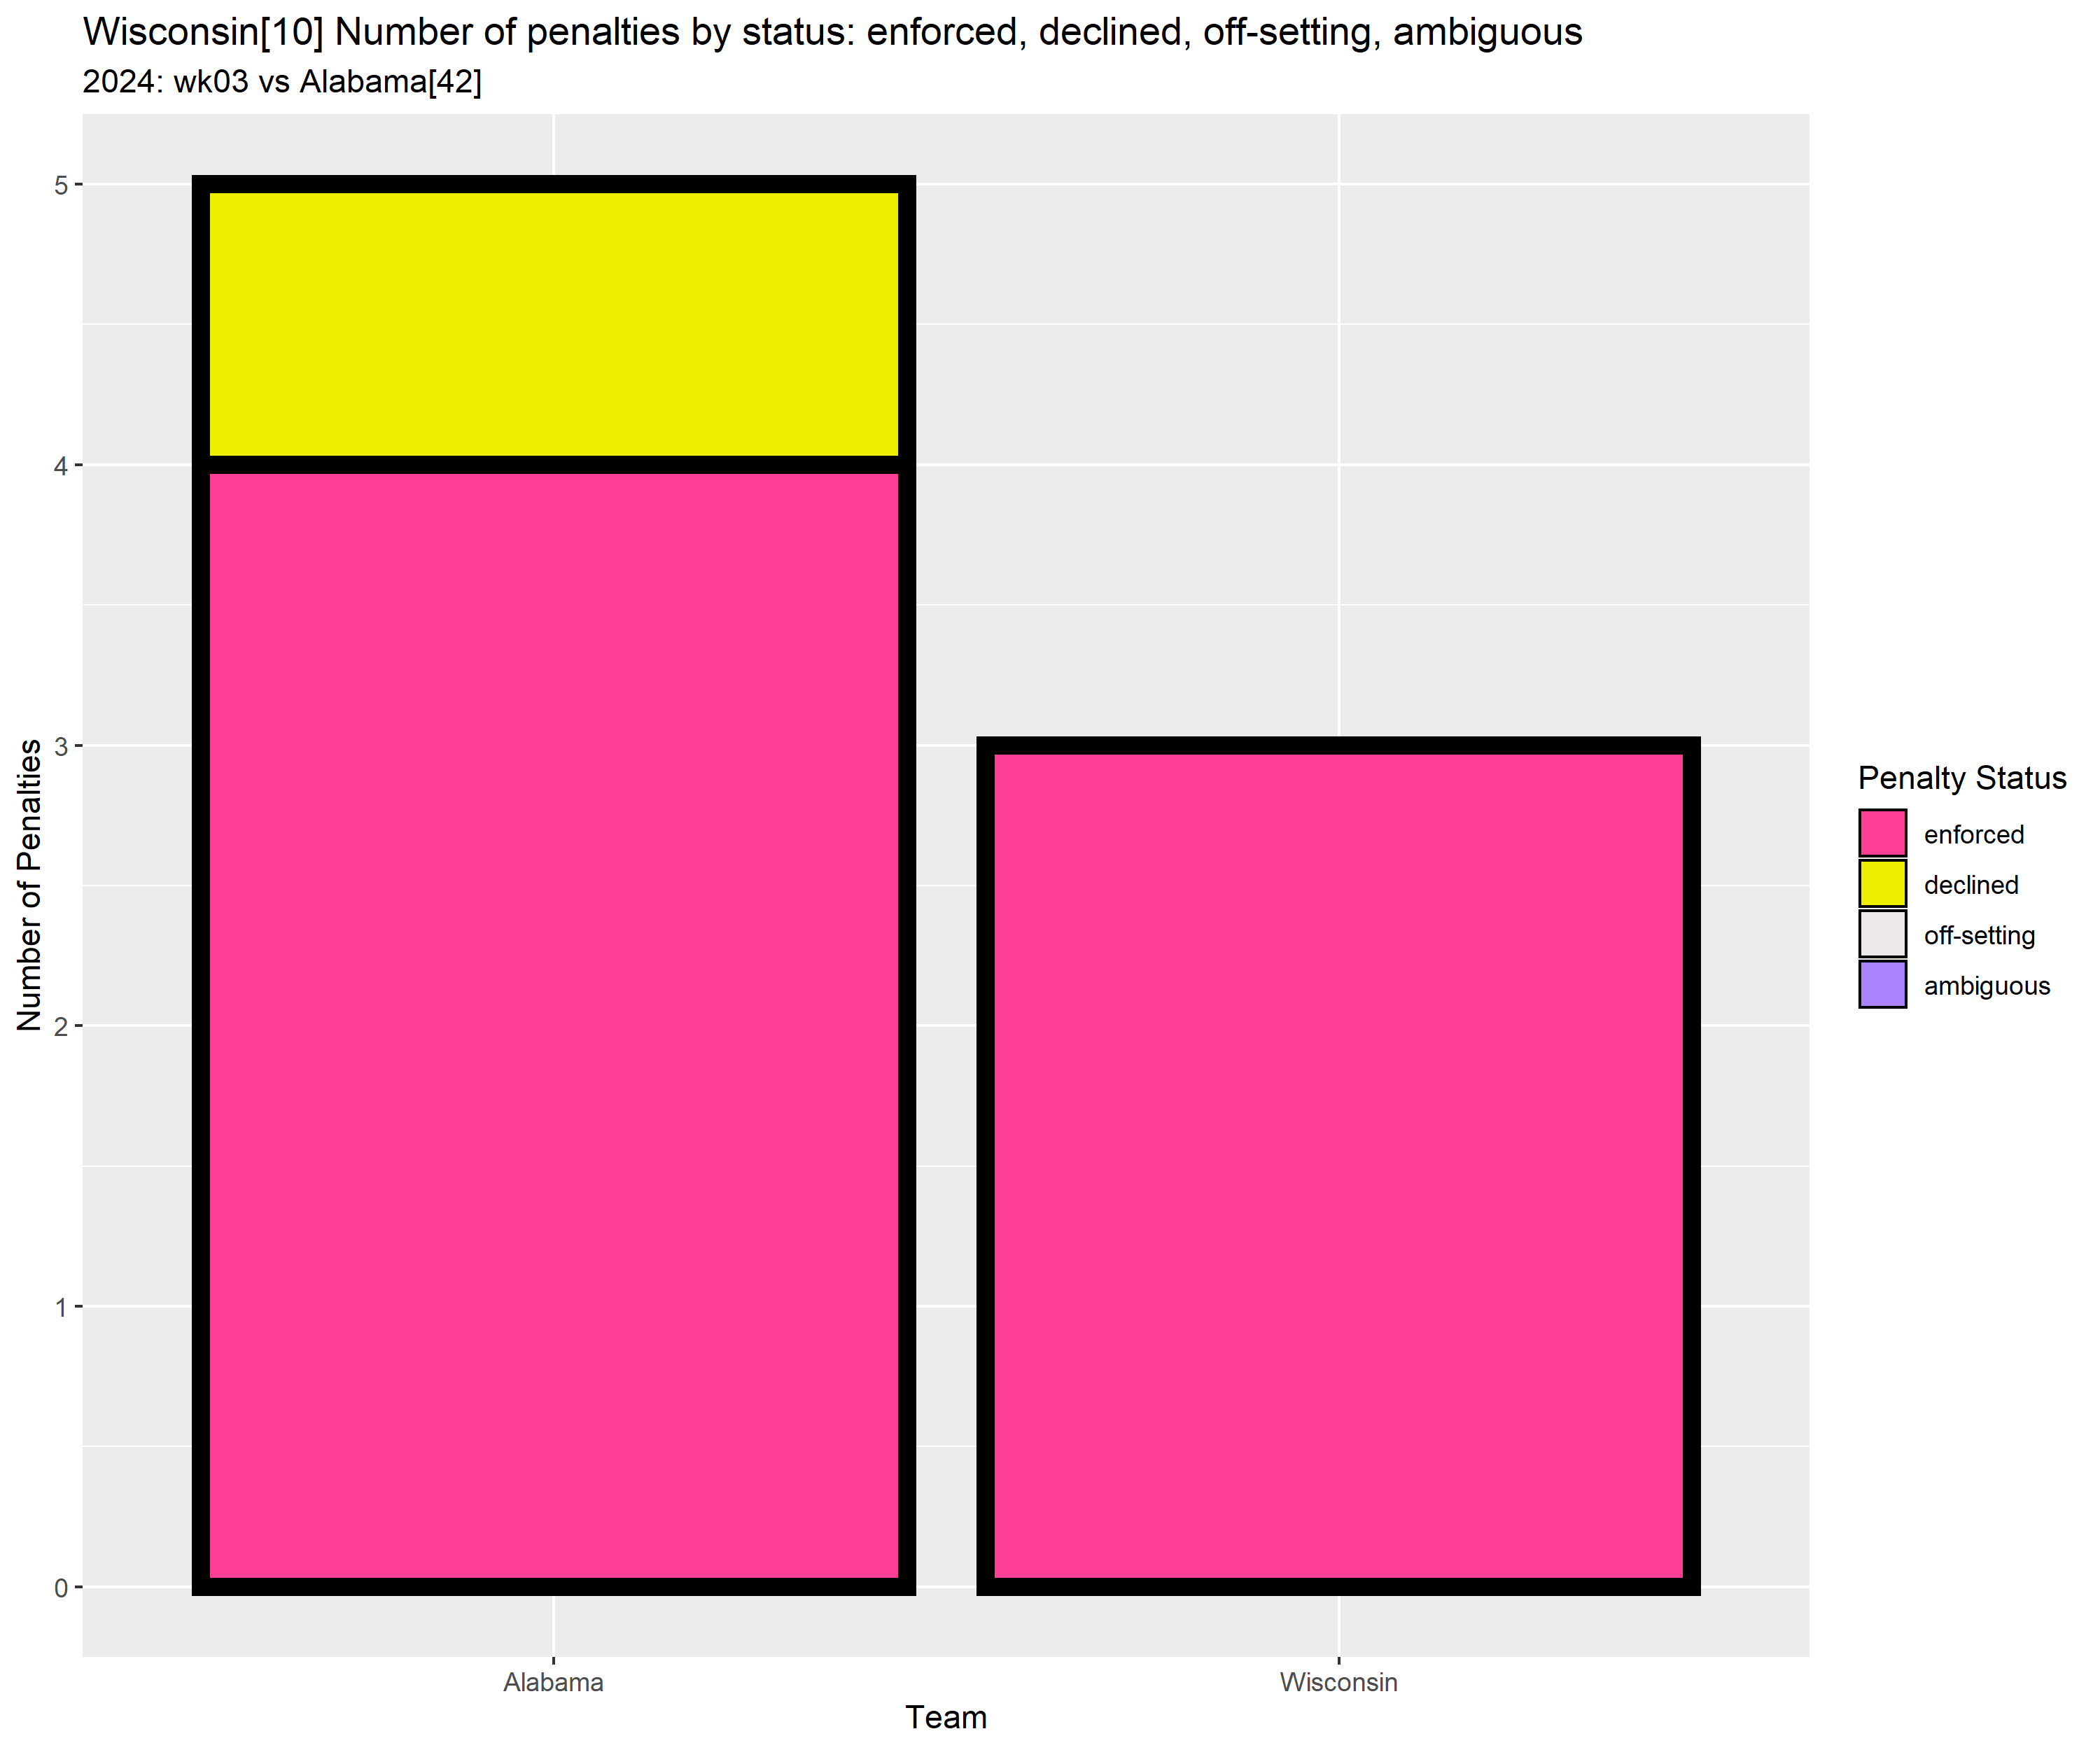 Wisconsin[10] Number of penalties by status: enforced, declined, off-setting, ambiguous
2024: wk03 vs Alabama[42]
Number of Penalties
5
4
3
2
1
0
Alabama
Wisconsin
Team
Penalty Status
enforced
declined
off-setting
ambiguous